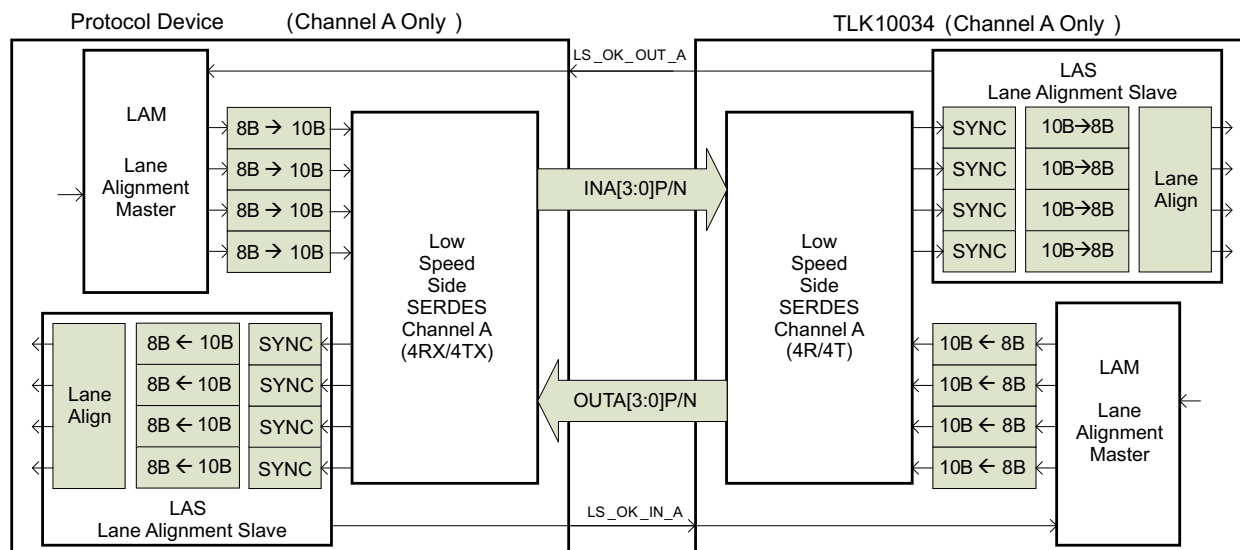 Protocol Device (Channel A Only )
TLK10034 (Channel A Only )
LS_OK_OUT_A
LAM
Lane
Alignment
Master
8B → 10B
8B → 10B
8B → 10B
8B → 10B
Low
Speed
Side
SERDES
Channel A
(4RX/4TX)
INA[3:0]P/N
Low
Speed
Side
SERDES
Channel A
(4R/4T)
LAS
Lane Alignment Slave
SYNC
SYNC
SYNC
SYNC
10B→8B
10B→8B
10B→8B
10B→8B
Lane
Align
Lane
Align
8B ← 10B
8B ← 10B
8B ← 10B
8B ← 10B
SYNC
SYNC
SYNC
SYNC
LAS
Lane Alignment Slave
OUTA[3:0]P/N
10B ← 8B
10B ← 8B
10B ← 8B
10B ← 8B
LAM
Lane
Alignment
Master
LS_OK_IN_A